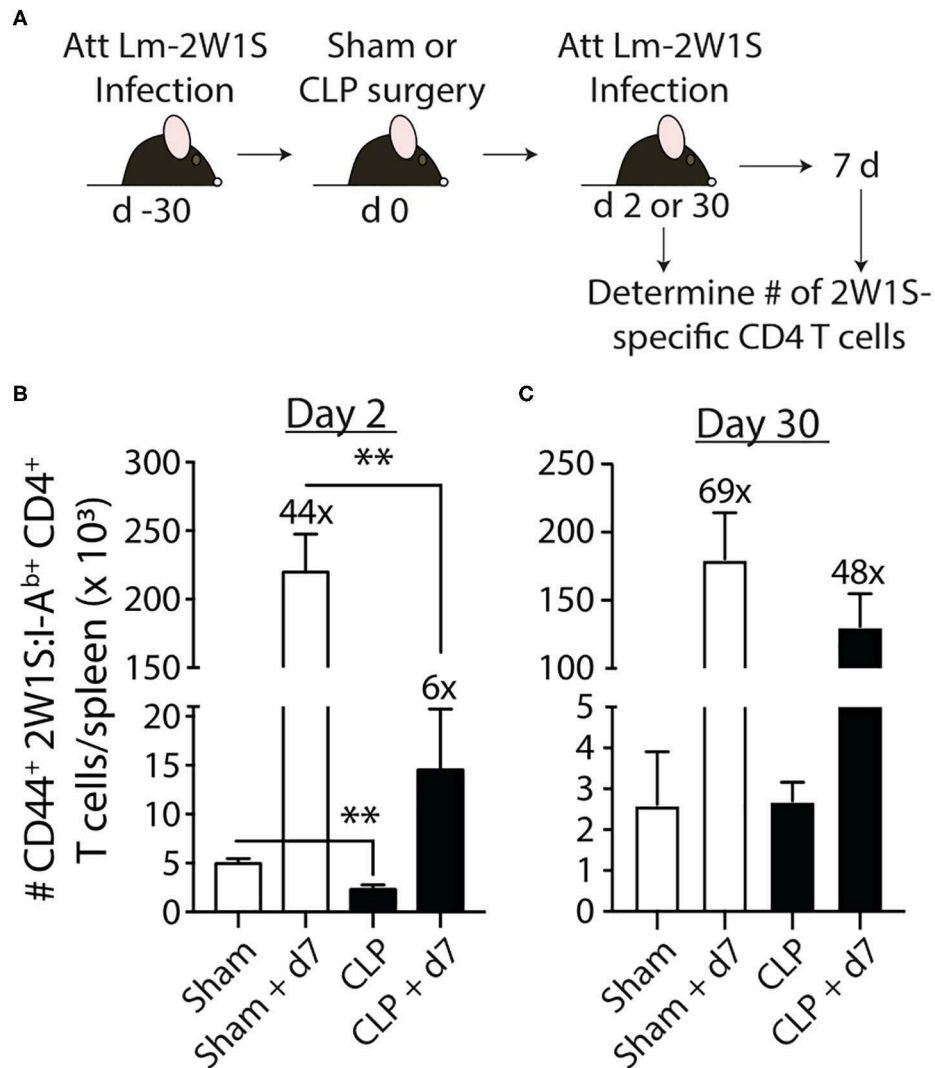 A
Att Lm-2W1S
Infection
Sham or
CLP surgery
Att Lm-2W1S
Infection
d -30
d 0
d 2 or 30
7 d
Determine # of 2W1S-
specific CD4 T cells
B
Day 2
# CD44⁺ 2W1S:I-Aᵇ⁺ CD4⁺
T cells/spleen (x 10³)
300
250
200
150
20
15
10
5
0
**
44x
6x
**
Sham
Sham + d7
CLP
CLP + d7
C
Day 30
250
200
150
100
5
4
3
2
1
0
69x
48x
Sham
Sham + d7
CLP
CLP + d7